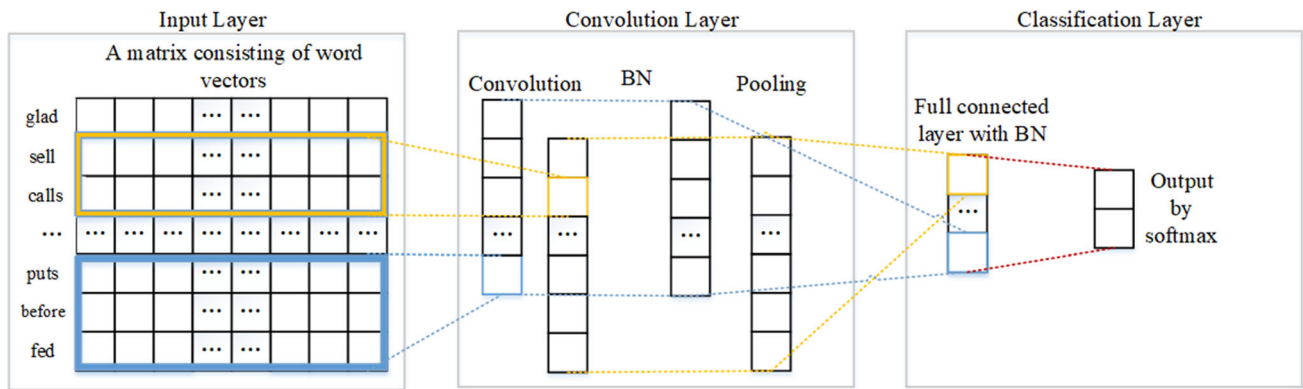 Input Layer
Convolution Layer
Classification Layer
A matrix consisting of word
vectors
glad
sell
calls
...
puts
before
fed
... ...
... ...
... ...
... ... ... ... ... ... ... ...
... ...
... ...
... ...
Convolution
BN
Pooling
...
...
...
...
Full connected
layer with BN
...
Output
by
softmax